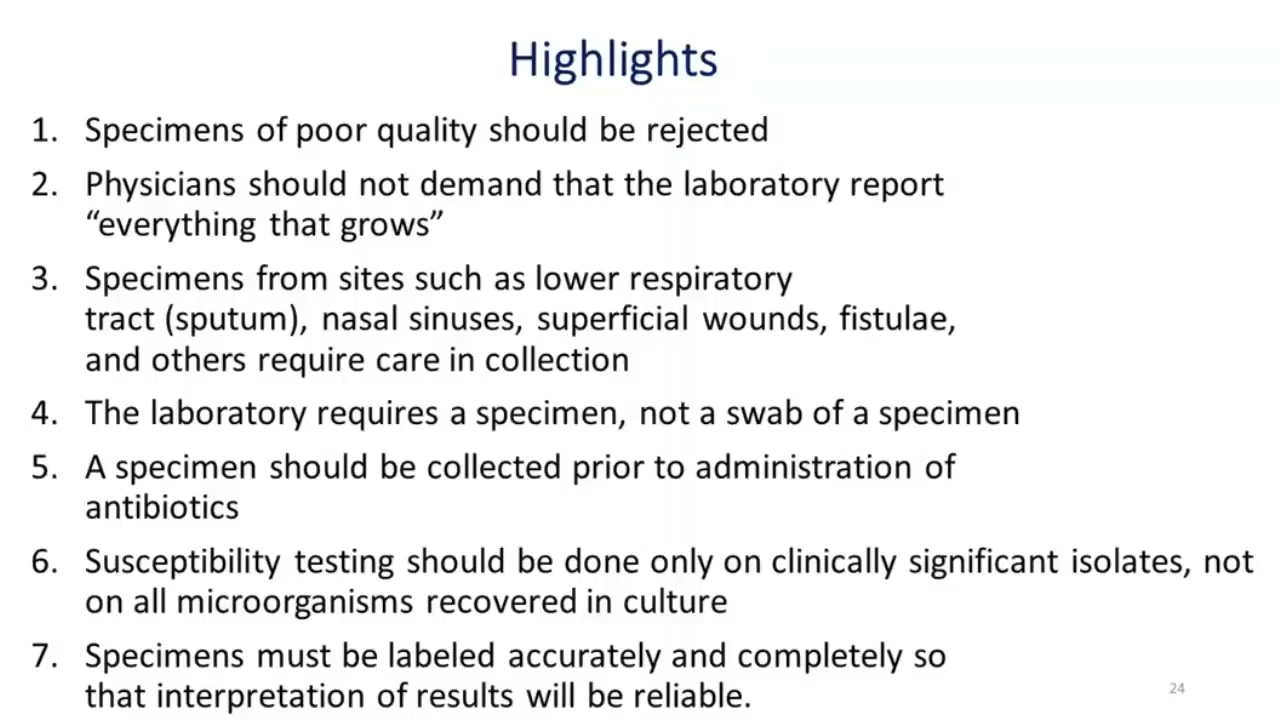 Highlights
1. Specimens of poor quality should be rejected
2. Physicians should not demand that the laboratory report
“everything that grows”
3. Specimens from sites such as lower respiratory
tract (sputum), nasal sinuses, superficial wounds, fistulae,
and others require care in collection
4. The laboratory requires a specimen, not a swab of a specimen
5. A specimen should be collected prior to administration of
antibiotics
6. Susceptibility testing should be done only on clinically significant isolates, not
on all microorganisms recovered in culture
7. Specimens must be labeled accurately and completely so
that interpretation of results will be reliable.
24